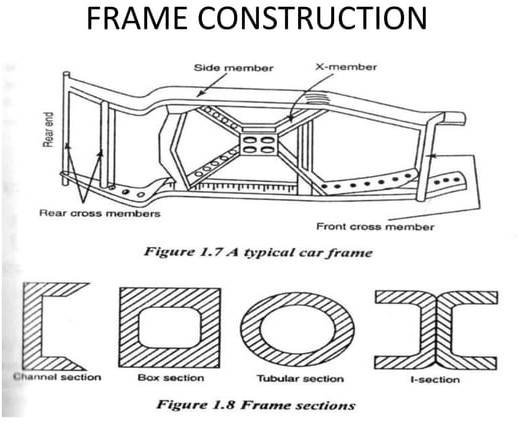 FRAME CONSTRUCTION
Side member
X-member
Rear end
Rear cross members
Front cross member
Figure 1.7 A typical car frame
Channel section
Box section
Tubular section
I-section
Figure 1.8 Frame sections